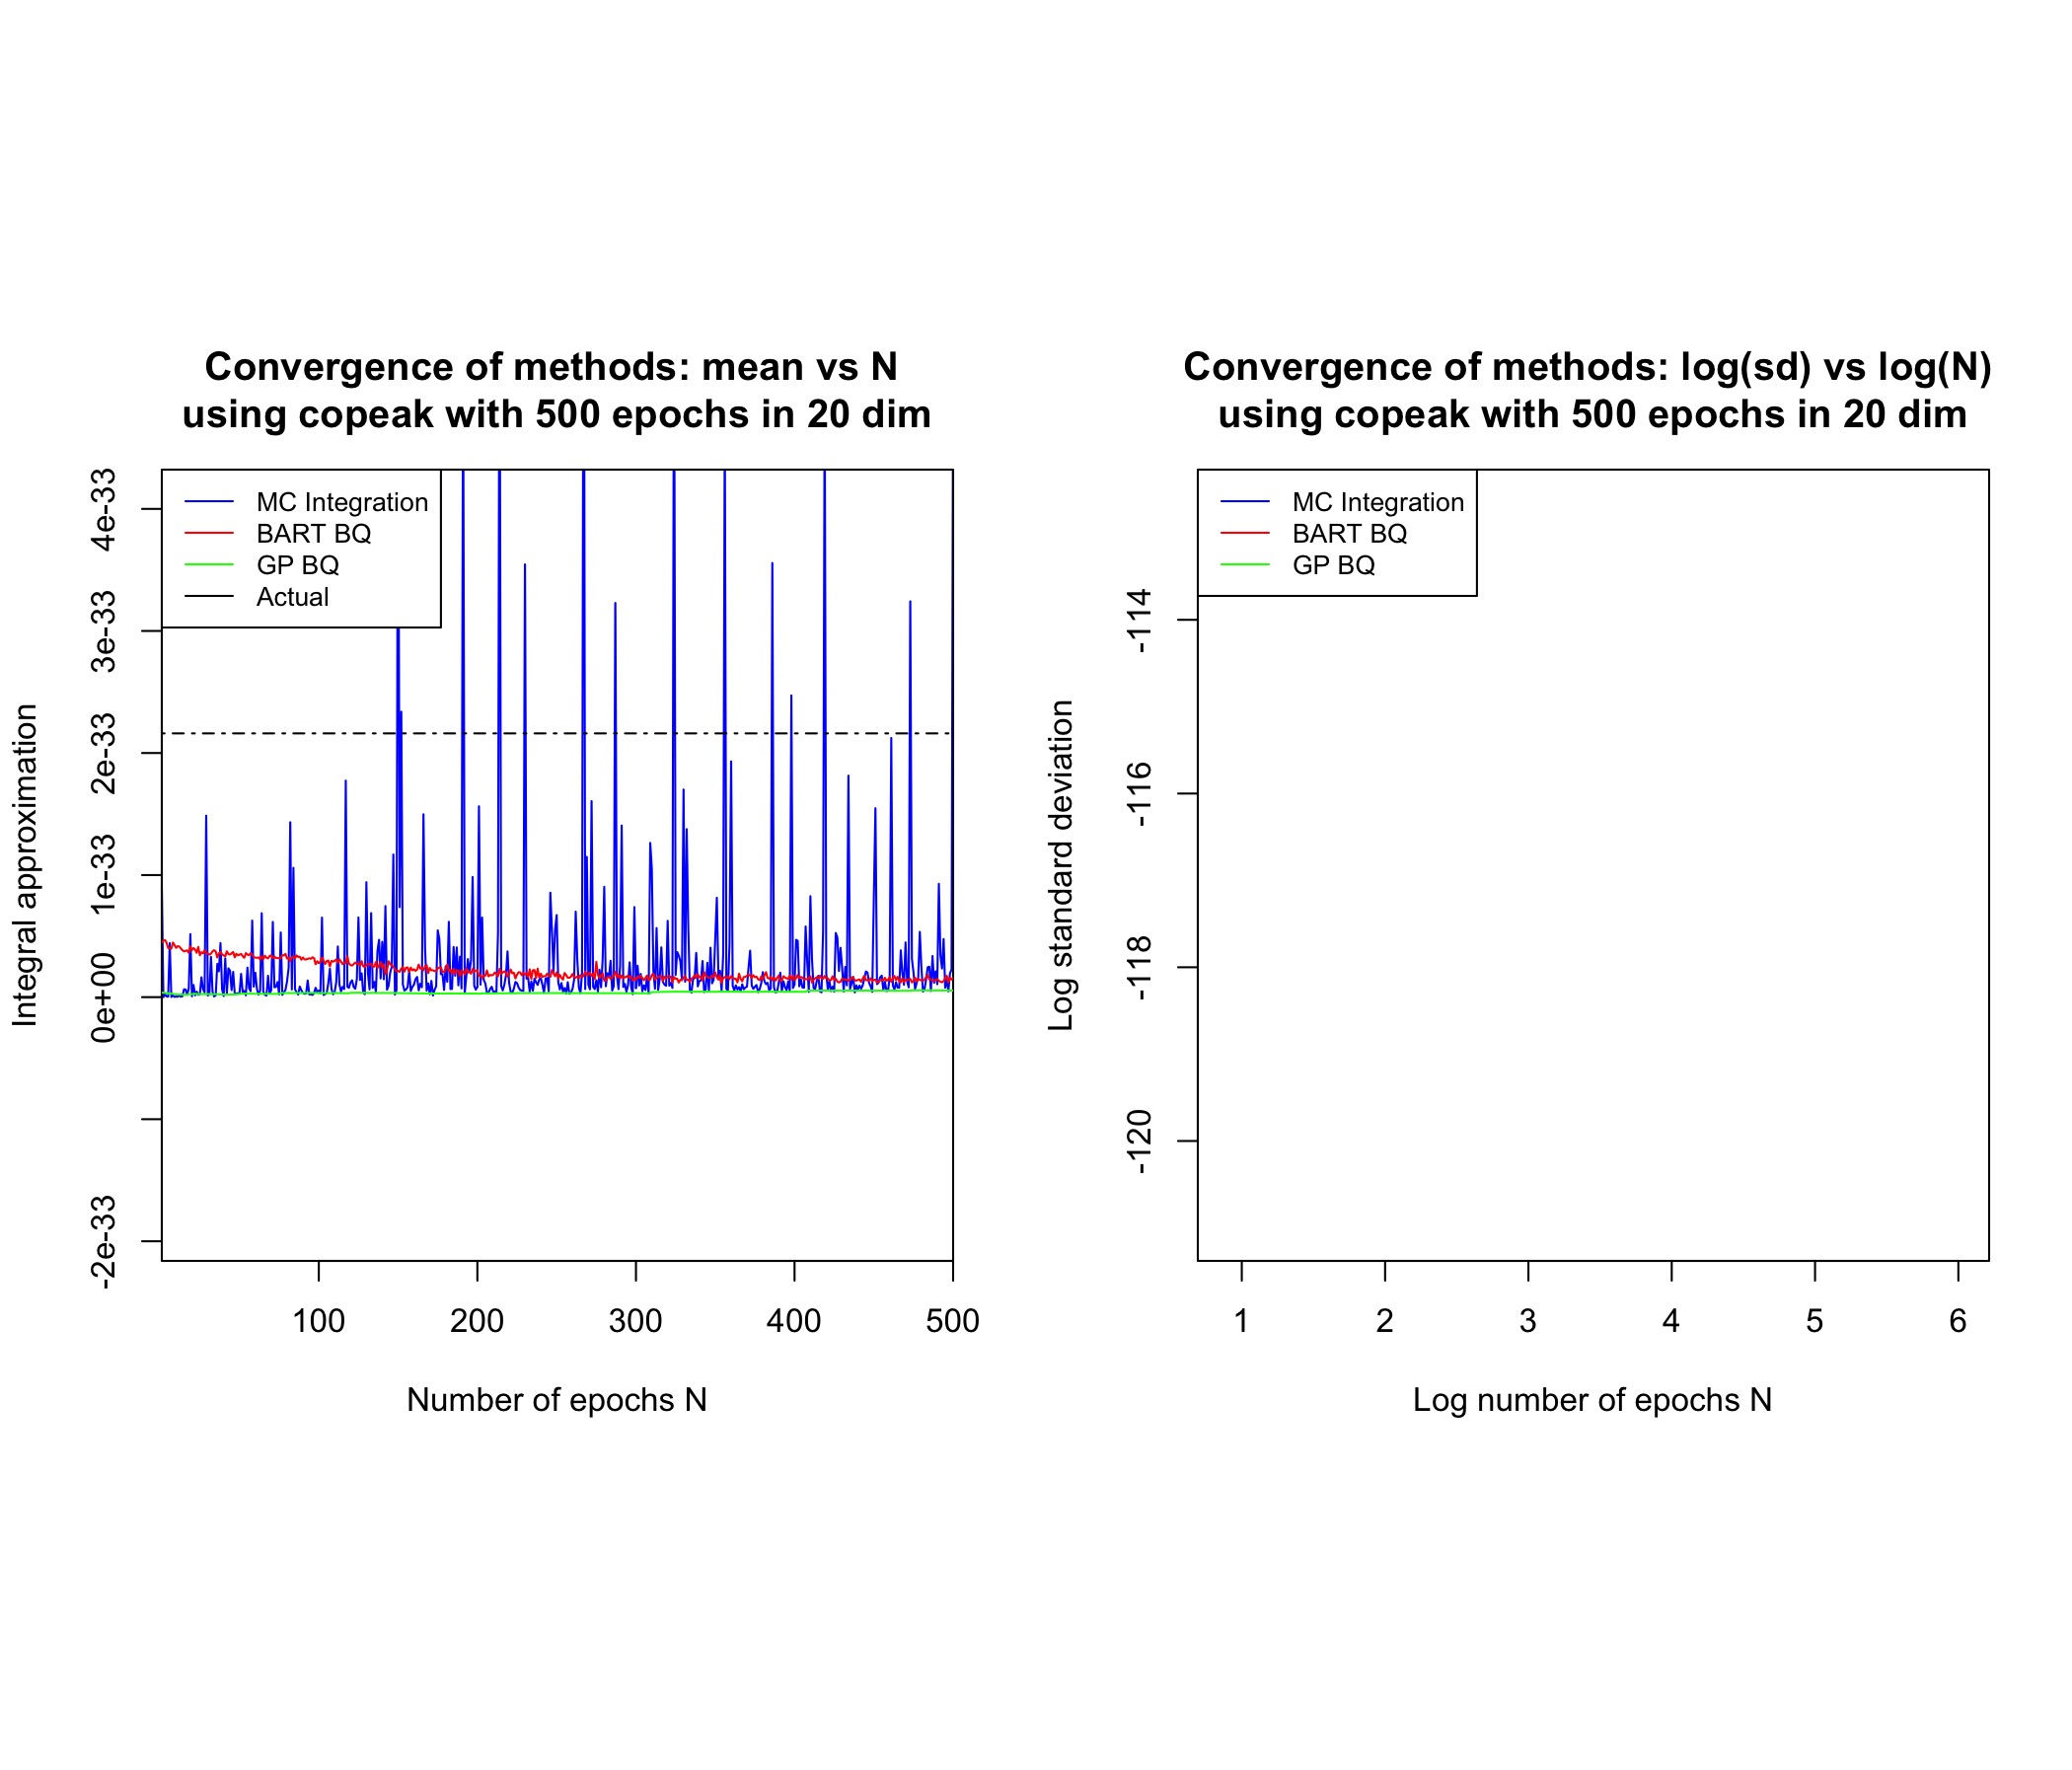 Convergence of methods: mean vs N
using copeak with 500 epochs in 20 dim
MC Integration
BART BQ
GP BQ
Actual
4e-33
3e-33
2e-33
1e-33
0e+00
-2e-33
Integral approximation
100 200 300 400 500
Number of epochs N
Convergence of methods: log(sd) vs log(N)
using copeak with 500 epochs in 20 dim
MC Integration
BART BQ
GP BQ
-114
-116
-118
-120
Log standard deviation
1 2 3 4 5 6
Log number of epochs N